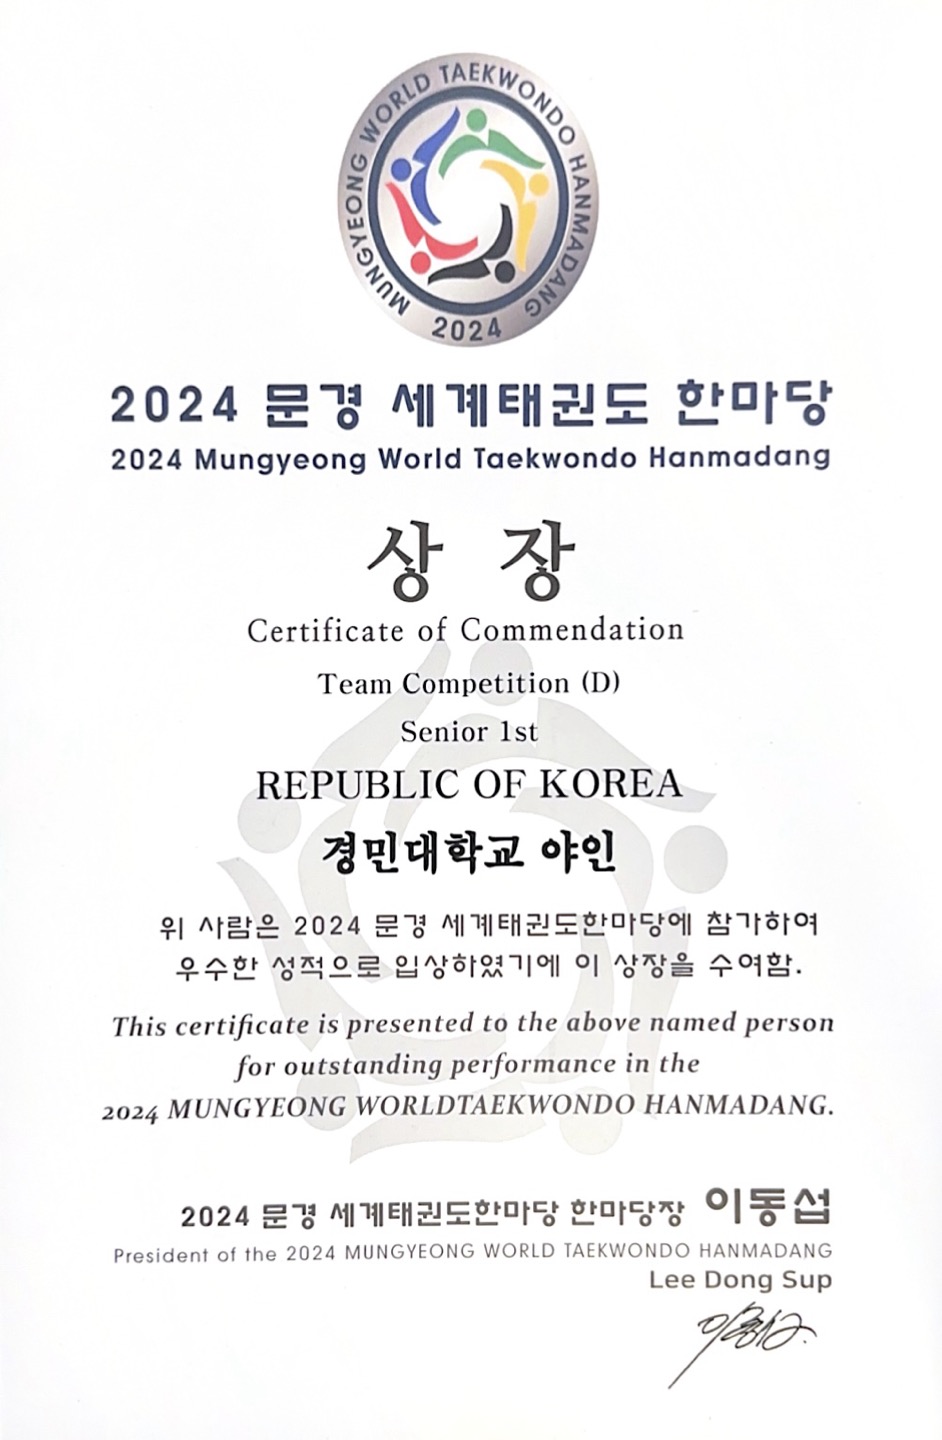 MUNGYEONG WORLD TAEKWONDO HANMADANG
2024
2024 문경 세계태권도 한마당
2024 Mungyeong World Taekwondo Hanmadang
상 장
Certificate of Commendation
Team Competition (D)
Senior 1st
REPUBLIC OF KOREA
경민대학교 야인
위 사람은 2024 문경 세계태권도한마당에 참가하여
우수한 성적으로 입상하였기에 이 상장을 수여함.
This certificate is presented to the above named person
for outstanding performance in the
2024 MUNGYEONG WORLDTAEKWONDO HANMADANG.
2024 문경 세계태권도한마당 한마당장 이동섭
President of the 2024 MUNGYEONG WORLD TAEKWONDO HANMADANG
Lee Dong Sup